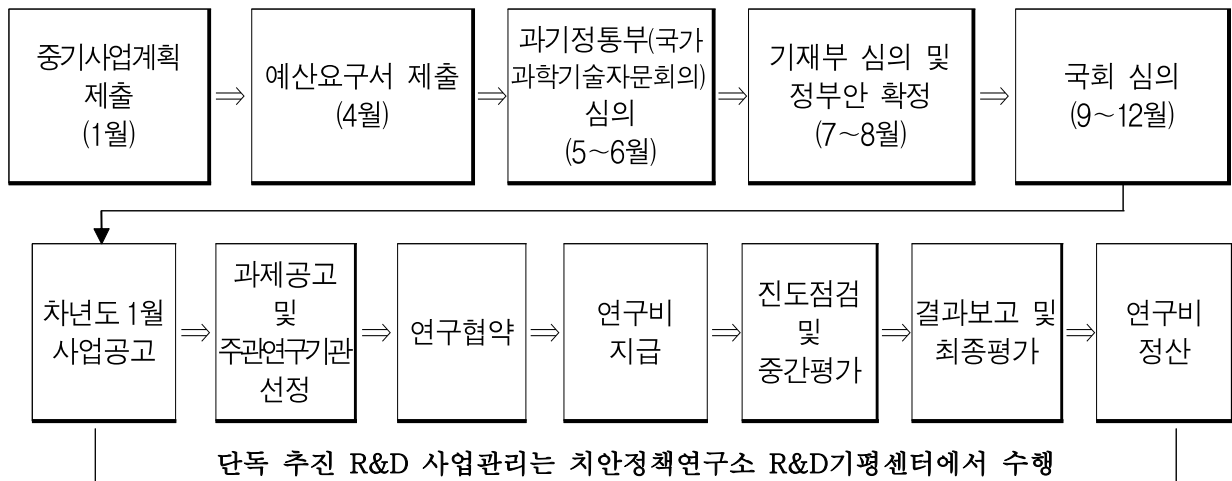 중기사업계획
제출
(1월)
⇒
예산요구서 제출
(4월)
⇒
과기정통부(국가
과학기술자문회의)
심의
(5~6월)
⇒
기재부 심의 및
정부안 확정
(7~8월)
⇒
국회 심의
(9~12월)
차년도 1월
사업공고
⇒
과제공고
및
주관연구기관
선정
⇒
연구협약
⇒
연구비
지급
⇒
진도점검
및
중간평가
⇒
결과보고 및
최종평가
⇒
연구비
정산
단독 추진 R&D 사업관리는 치안정책연구소 R&D기평센터에서 수행